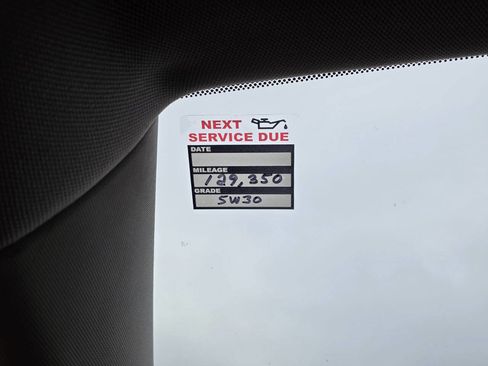 NEXT
SERVICE DUE
DATE
MILEAGE
129,350
GRADE
5W30